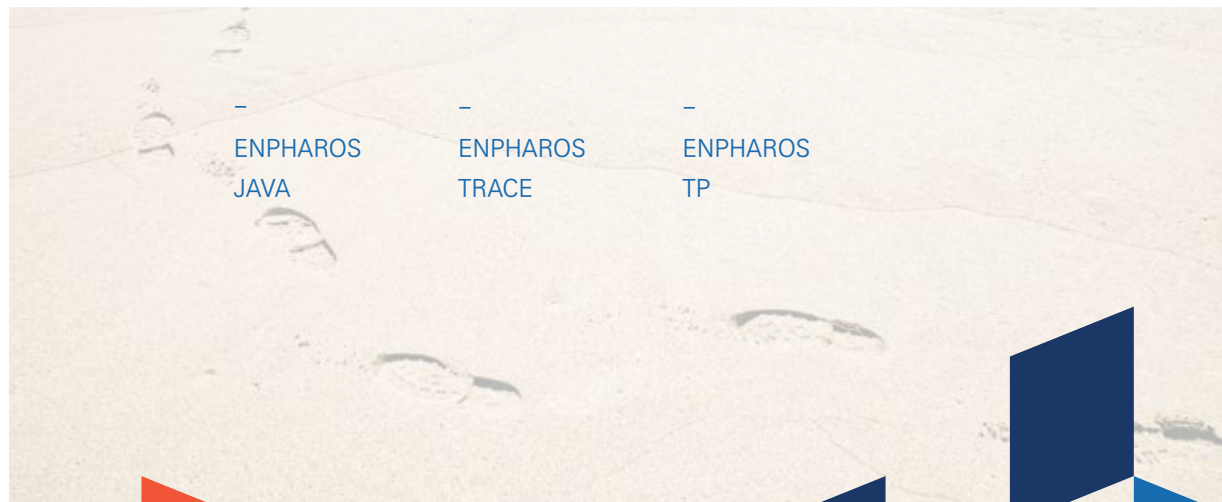 –
ENPHAROS
JAVA
–
ENPHAROS
TRACE
–
ENPHAROS
TP